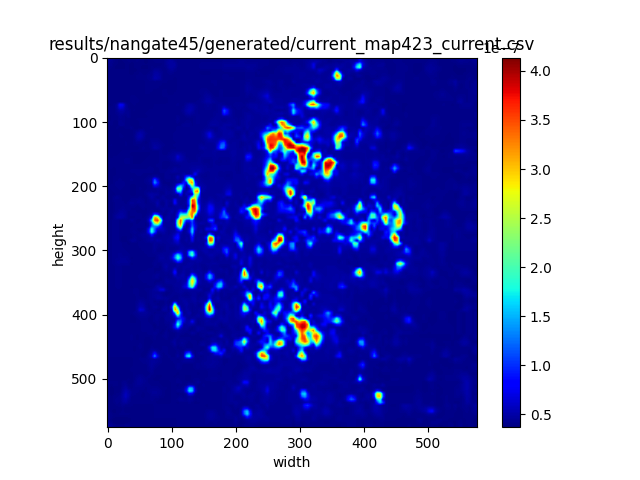 results/nangate45/generated/current_map423_current.csv
1e−7
0
100
200
300
400
500
height
0 100 200 300 400 500
width
4.0
3.5
3.0
2.5
2.0
1.5
1.0
0.5